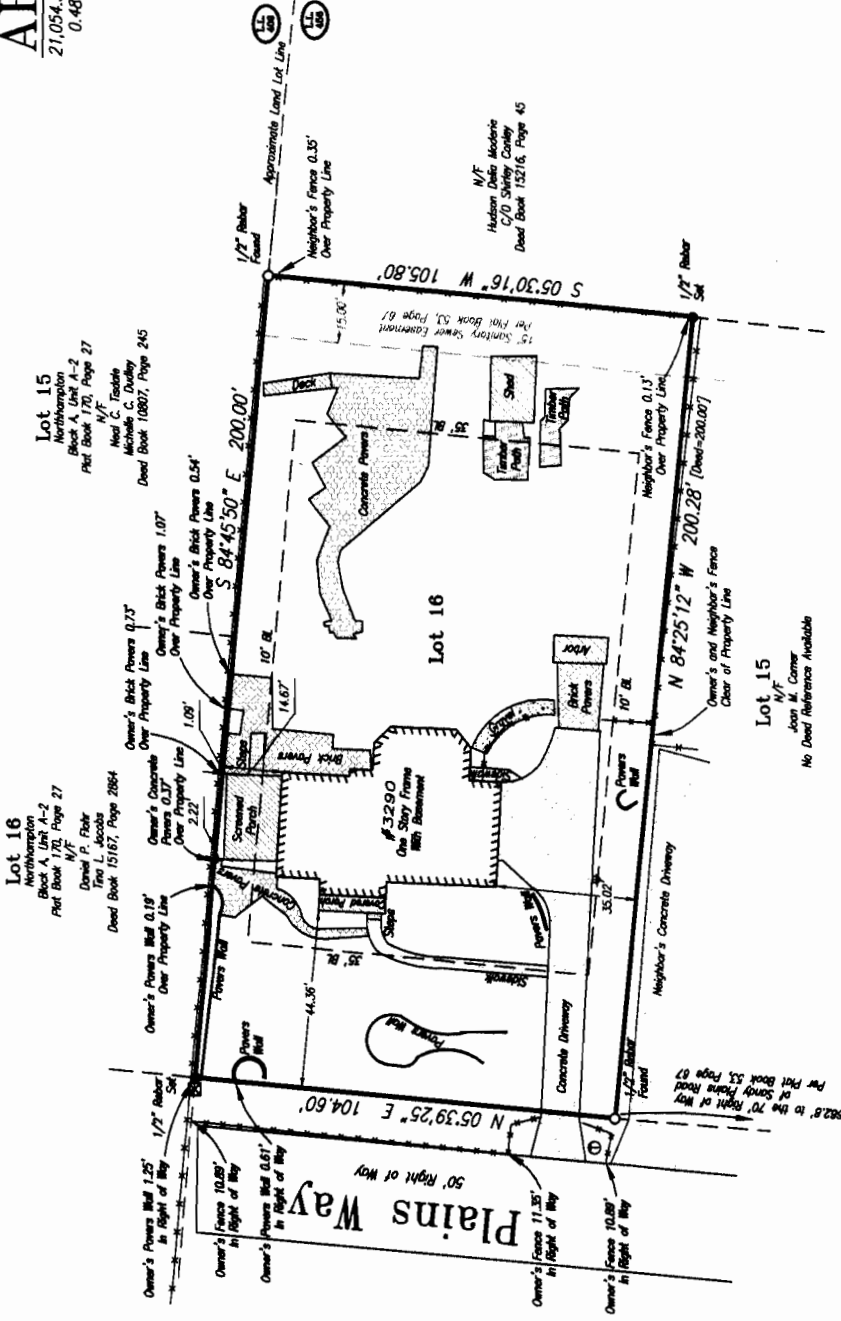 AR
21,054.
0.48
LL
408
LL
456
Approximate Land Lot Line
1/2" Rebar
Found
Neighbor's Fence 0.35'
Over Property Line
N/F
Hudson Delia Moderie
C/O Shirley Conley
Deed Book 15216, Page 45
S 05°30'16" W 105.80'
15.00'
15' Sanitary Sewer Easement
Per Plat Book 53, Page 67
1/2" Rebar
Set
Lot 15
Northhampton
Block A, Unit A-2
Plat Book 170, Page 27
N/F
Neal C. Tisdale
Michelle C. Dudley
Deed Book 10807, Page 245
S 84°45'50" E 200.00'
Owner's Brick Pavers 0.54'
Over Property Line
Owner's Brick Pavers 1.07'
Over Property Line
Owner's Brick Pavers 0.73'
Over Property Line
1.09'
Owner's Concrete
Pavers 0.37'
Over Property Line
2.22'
Lot 16
Northhampton
Block A, Unit A-2
Plat Book 170, Page 27
N/F
Daniel P. Flohr
Tina L. Jacobs
Deed Book 15167, Page 2864
Owner's Pavers Wall 0.19'
Over Property Line
Pavers Wall
Deck
Concrete Pavers
Shed
Timber
Path
Timber
Path
35' BL
Neighbor's Fence 0.13'
Over Property Line
N 84°25'12" W 200.28' [Deed=200.00']
Lot 16
10' BL
14.67'
Steps
Brick Pavers
Screened
Porch
Concrete Pavers
#3290
One Story Frame
With Basement
Gravel
Brick
Pavers
Arbor
10' BL
Sidewalk
Pavers
Wall
Owner's and Neighbor's Fence
Clear of Property Line
Lot 15
N/F
Joan M. Comer
No Deed Reference Available
Covered Porch
Steps
Pavers Wall
35.02'
35' BL
Sidewalk
44.36'
Pavers
Wall
Pavers Wall
Concrete Driveway
Neighbor's Concrete Driveway
1/2" Rebar
Found
1/2" Rebar
Set
Owner's Pavers Wall 1.25'
In Right of Way
Owner's Fence 10.89'
In Right of Way
Owner's Pavers Wall 0.61'
In Right of Way
N 05°39'25" E 104.60'
50' Right of Way
Plains Way
Owner's Fence 11.35'
In Right of Way
Owner's Fence 10.89'
In Right of Way
382.8' to the 70' Right of Way
of Sandy Plains Road
Per Plat Book 53, Page 67